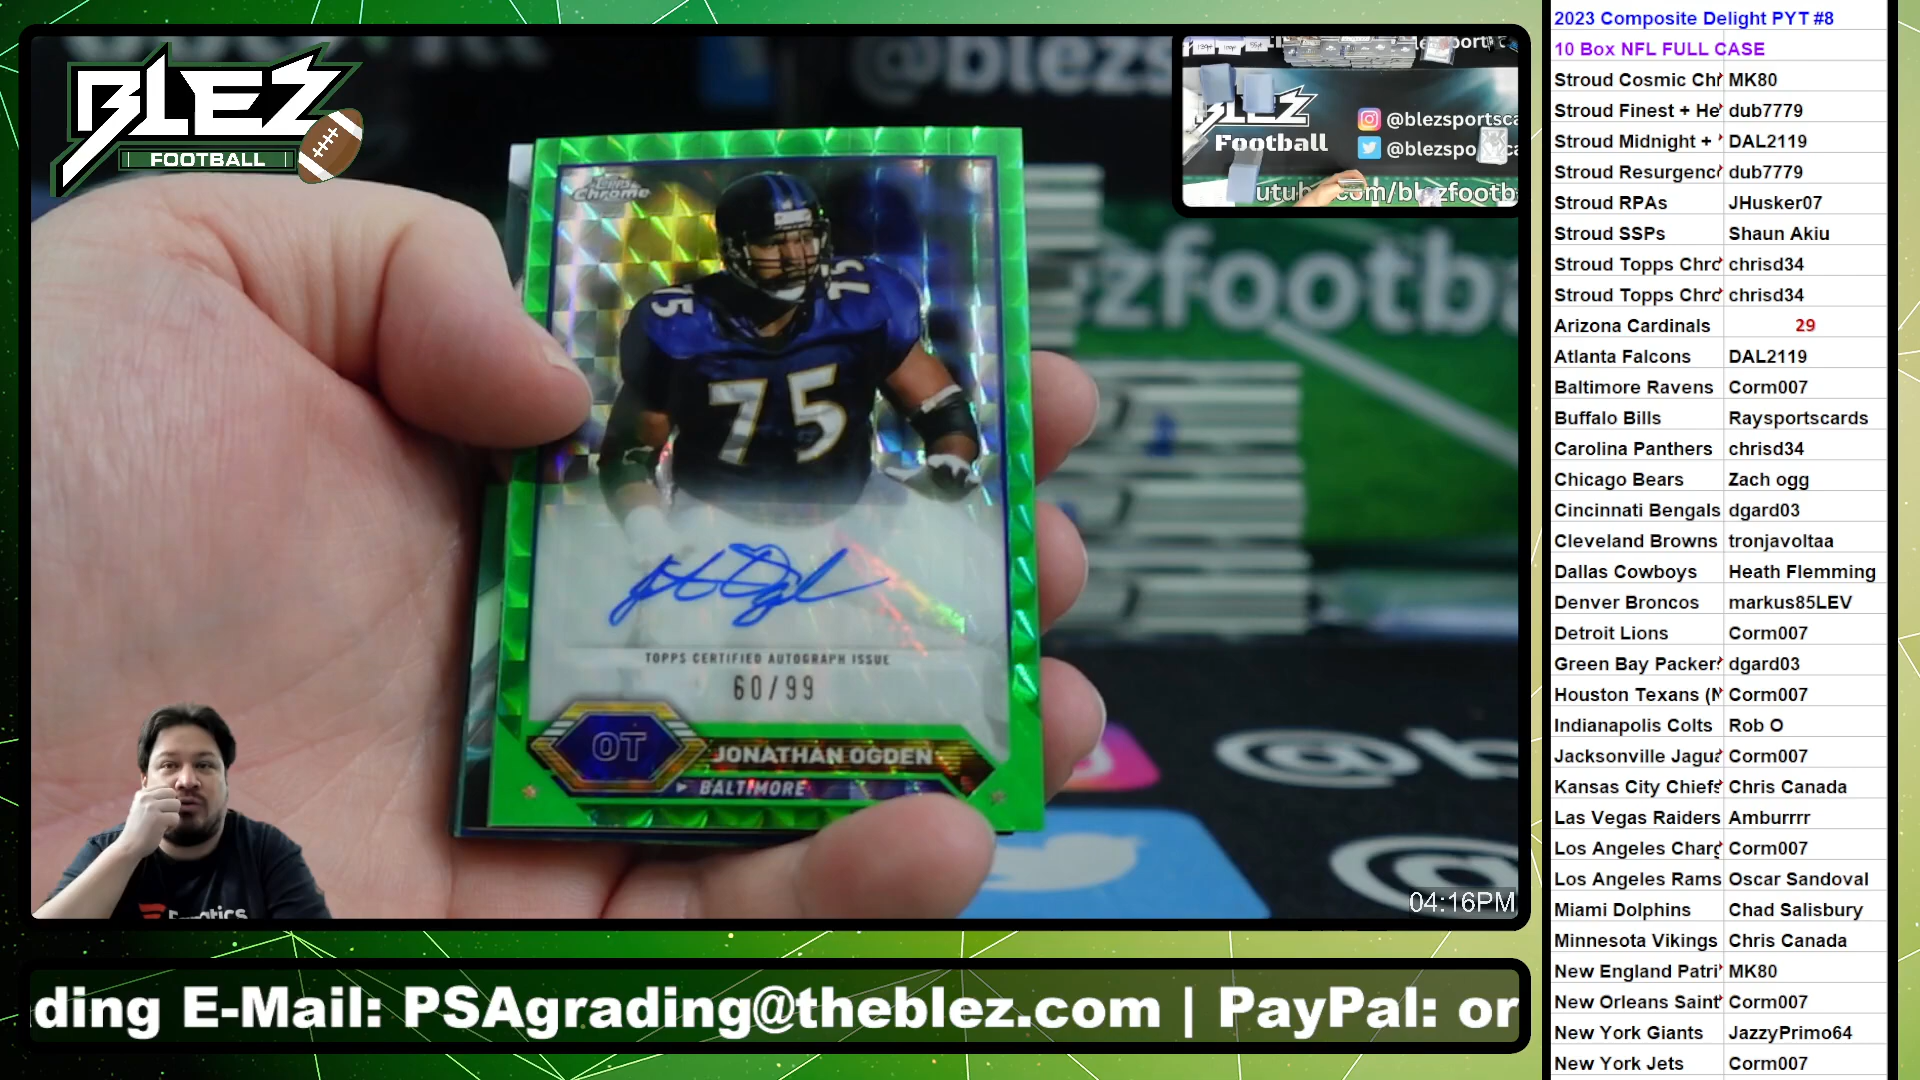 BLEZ
FOOTBALL
Topps
Chrome
75
75
75
TOPPS CERTIFIED AUTOGRAPH ISSUE
60/99
OT
JONATHAN OGDEN
BALTIMORE
@blezs
zfootba
@b
04:16PM
BLEZ
Football
@blezsportsca
@blezspo
ding E-Mail: PSAgrading@theblez.com | PayPal: or
2023 Composite Delight PYT #8
10 Box NFL FULL CASE
Stroud Cosmic Chr MK80
Stroud Finest + He dub7779
Stroud Midnight + DAL2119
Stroud Resurgenc dub7779
Stroud RPAs JHusker07
Stroud SSPs Shaun Akiu
Stroud Topps Chro chrisd34
Stroud Topps Chro chrisd34
Arizona Cardinals 29
Atlanta Falcons DAL2119
Baltimore Ravens Corm007
Buffalo Bills Raysportscards
Carolina Panthers chrisd34
Chicago Bears Zach ogg
Cincinnati Bengals dgard03
Cleveland Browns tronjavoltaa
Dallas Cowboys Heath Flemming
Denver Broncos markus85LEV
Detroit Lions Corm007
Green Bay Packer dgard03
Houston Texans (N Corm007
Indianapolis Colts Rob O
Jacksonville Jagua Corm007
Kansas City Chiefs Chris Canada
Las Vegas Raiders Amburrrr
Los Angeles Charg Corm007
Los Angeles Rams Oscar Sandoval
Miami Dolphins Chad Salisbury
Minnesota Vikings Chris Canada
New England Patri MK80
New Orleans Saint Corm007
New York Giants JazzyPrimo64
New York Jets Corm007